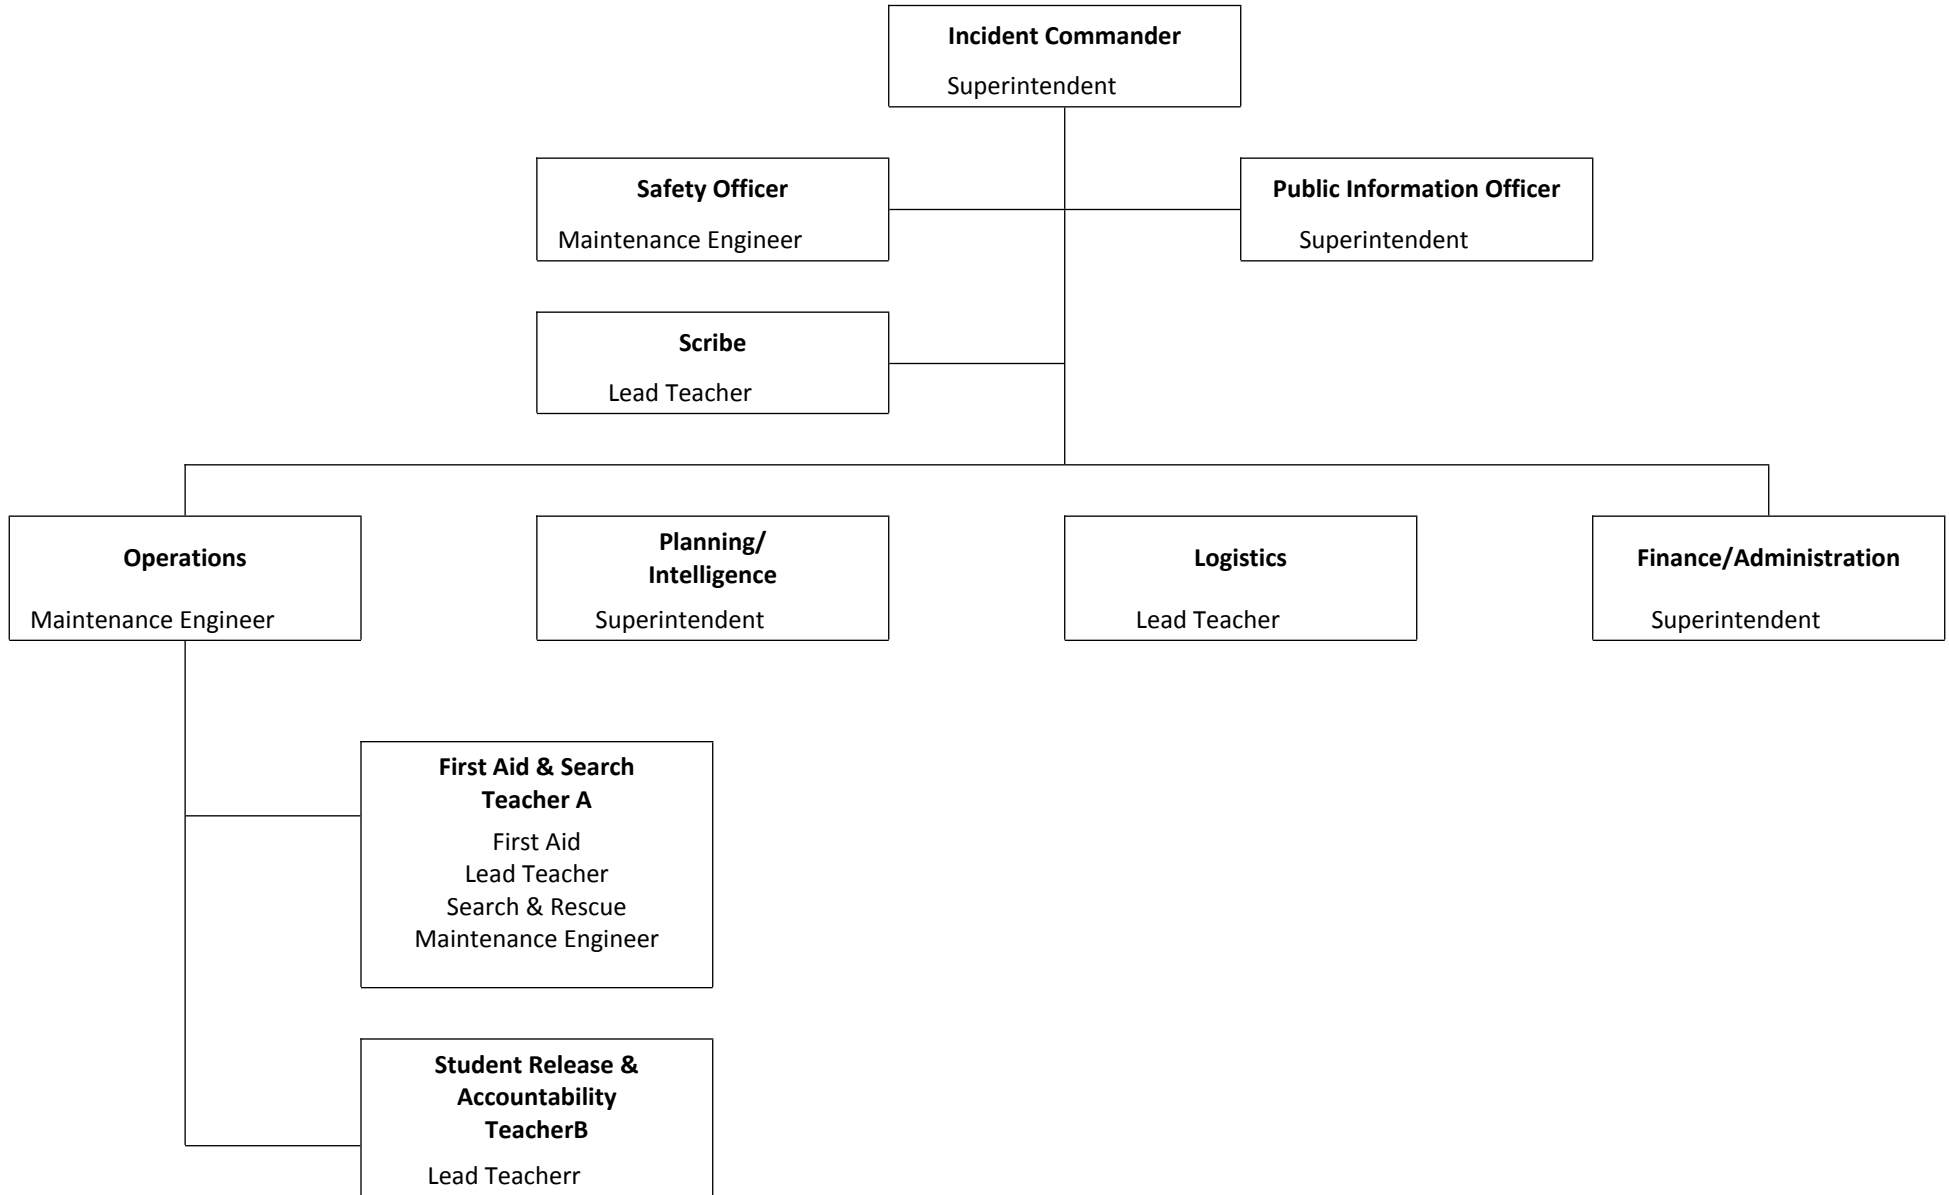 Incident Commander
Superintendent
Safety Officer
Maintenance Engineer
Public Information Officer
Superintendent
Scribe
Lead Teacher
Operations
Maintenance Engineer
Planning/
Intelligence
Superintendent
Logistics
Lead Teacher
Finance/Administration
Superintendent
First Aid & Search
Teacher A
First Aid
Lead Teacher
Search & Rescue
Maintenance Engineer
Student Release &
Accountability
TeacherB
Lead Teacherr